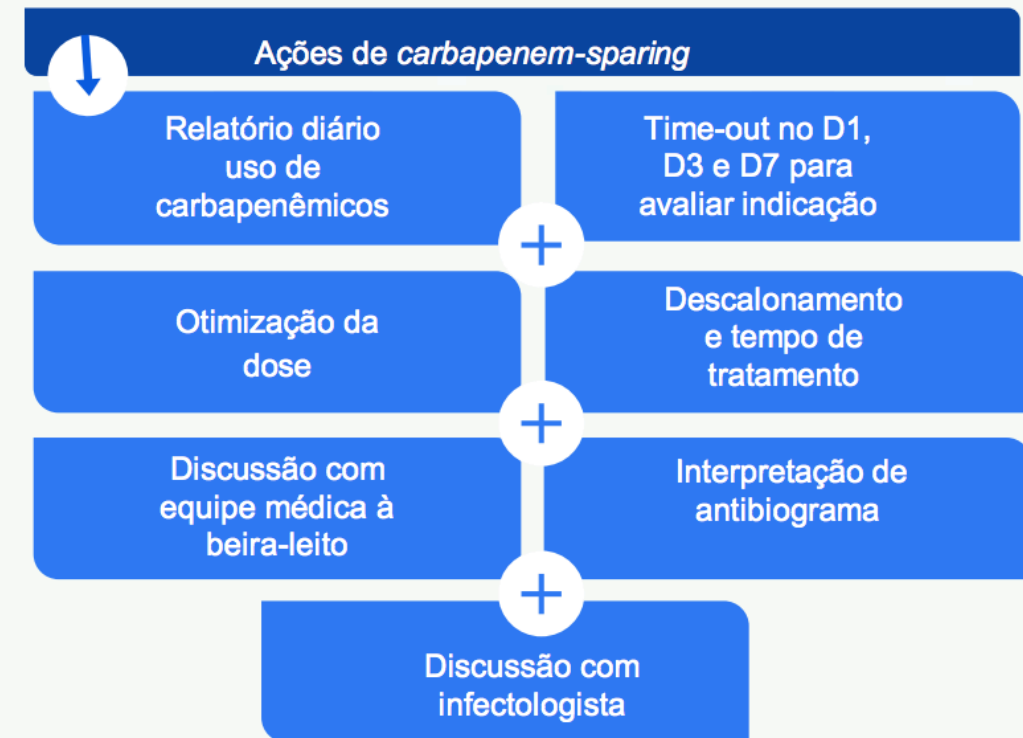 Ações de carbapenem-sparing
Relatório diário
uso de
carbapenêmicos
Time-out no D1,
D3 e D7 para
avaliar indicação
Otimização da
dose
Descalonamento
e tempo de
tratamento
Discussão com
equipe médica à
beira-leito
Interpretação de
antibiograma
Discussão com
infectologista